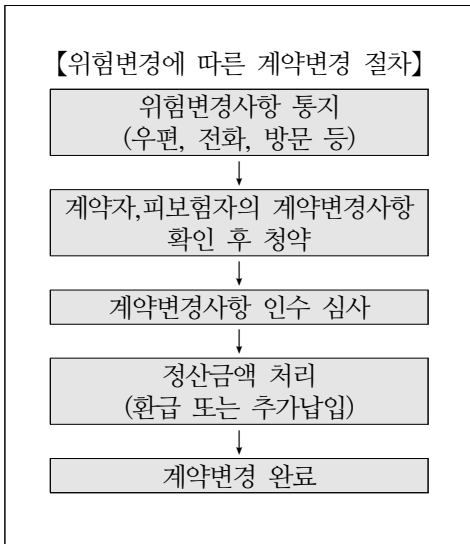 【위험변경에 따른 계약변경 절차】
위험변경사항 통지
(우편, 전화, 방문 등)
계약자,피보험자의 계약변경사항
확인 후 청약
계약변경사항 인수 심사
정산금액 처리
(환급 또는 추가납입)
계약변경 완료